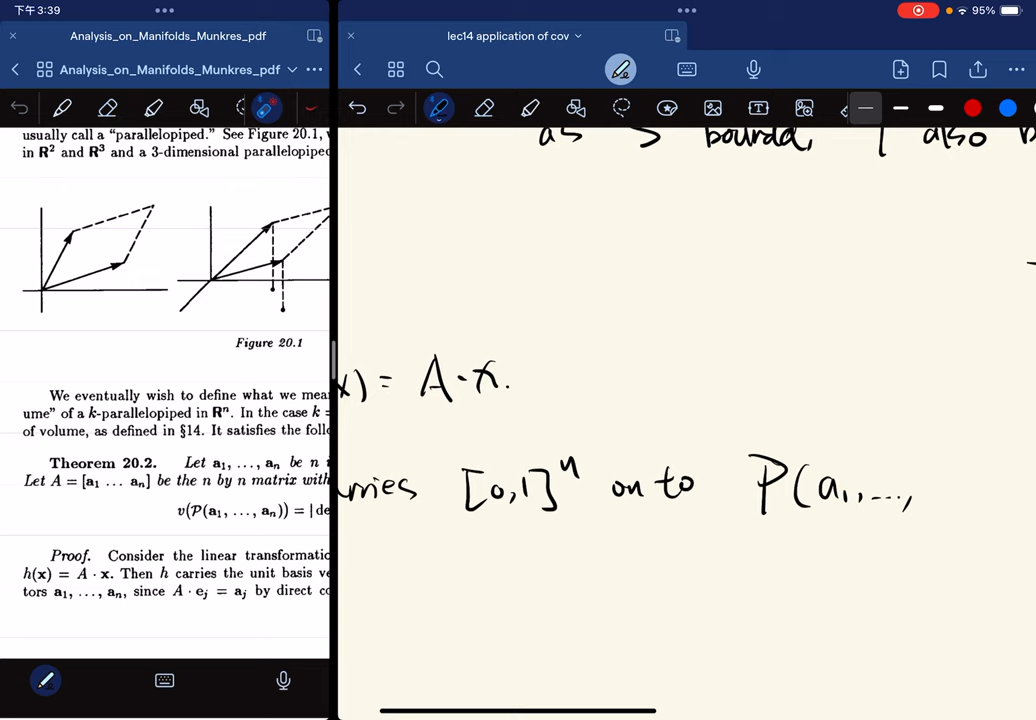 下午3:39
95%
Analysis_on_Manifolds_Munkres_pdf
Analysis_on_Manifolds_Munkres_pdf
usually call a “parallelopiped.” See Figure 20.1,
in R² and R³ and a 3-dimensional parallelopipe
Figure 20.1
We eventually wish to define what we mea
ume” of a k-parallelopiped in Rⁿ. In the case k =
of volume, as defined in §14. It satisfies the foll
Theorem 20.2. Let a₁, ..., aₙ be n
Let A = [a₁ ... aₙ] be the n by n matrix with
v(P(a₁, ..., aₙ)) = | de
Proof. Consider the linear transformatio
h(x) = A · x. Then h carries the unit basis ve
tors a₁, ..., aₙ, since A · eⱼ = aⱼ by direct co
lec14 application of cov
as S bourdd, also
x) = A · x.
rries [0,1]ⁿ on to P(a₁, ...,